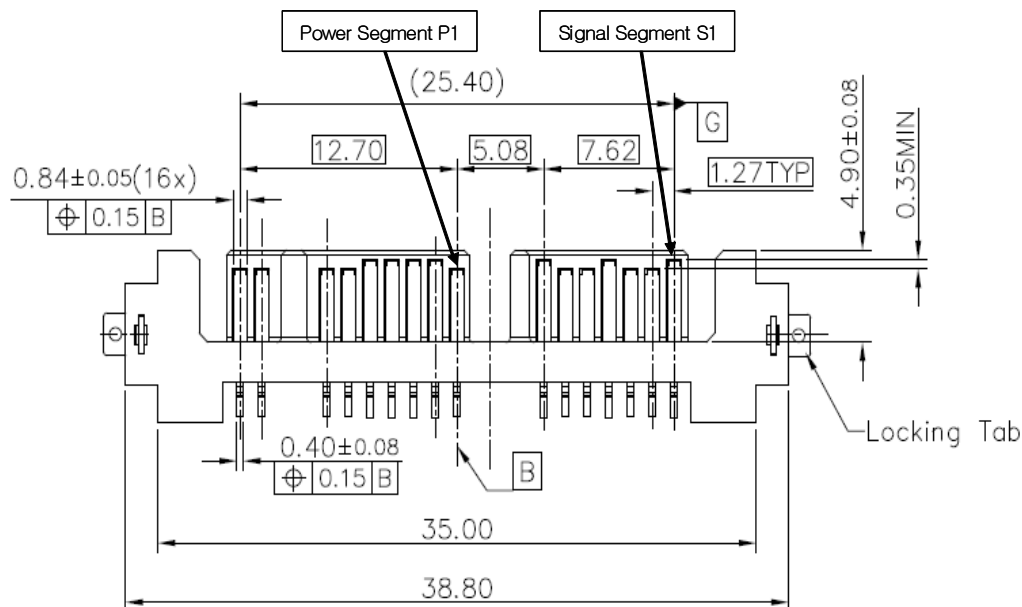 Power Segment P1
Signal Segment S1
(25.40)
G
12.70
5.08
7.62
1.27TYP
4.90±0.08
0.35MIN
0.84±0.05(16x)
⌖ 0.15 B
Locking Tab
0.40±0.08
⌖ 0.15 B
B
35.00
38.80